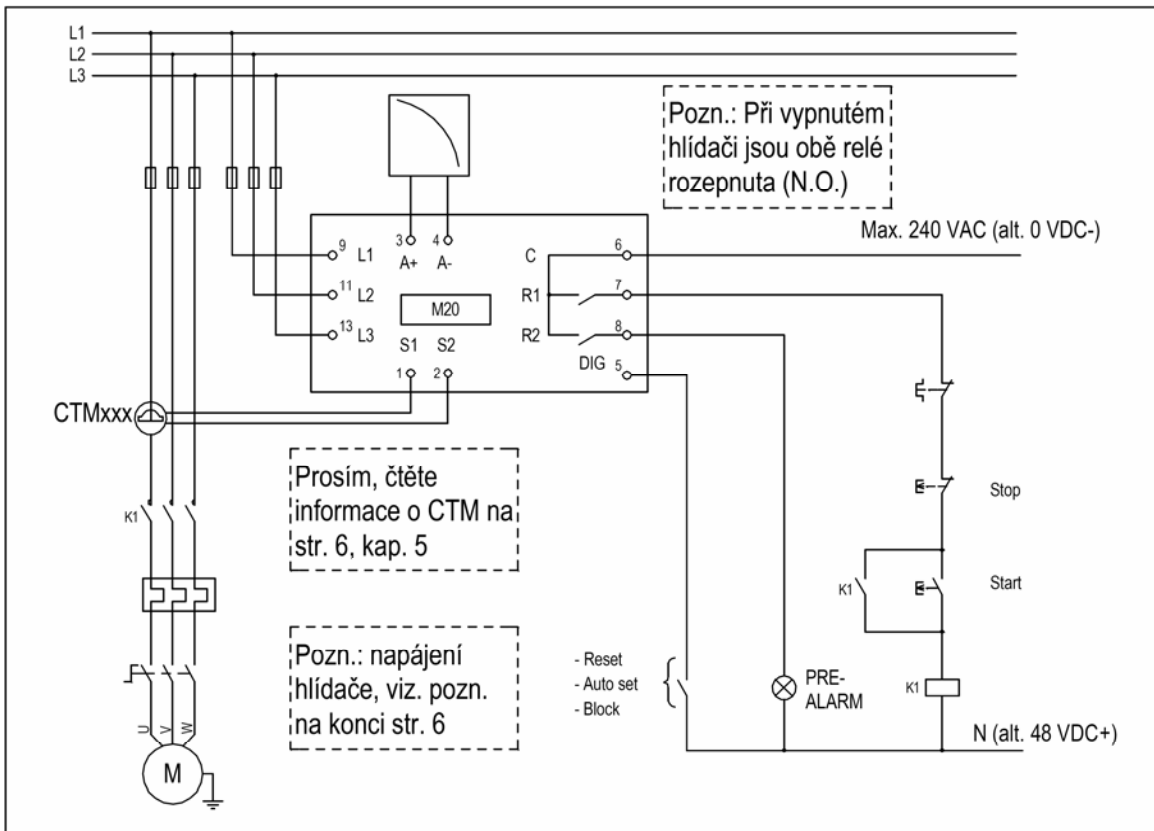 L1
L2
L3
Pozn.: Při vypnutém
hlídači jsou obě relé
rozepnuta (N.O.)
Max. 240 VAC (alt. 0 VDC-)
9 L1
11 L2
13 L3
3 4
A+ A-
M20
S1 S2
1 2
C 6
R1 7
R2 8
DIG 5
CTMxxx
Prosím, čtěte
informace o CTM na
str. 6, kap. 5
K1
Stop
K1
Start
Pozn.: napájení
hlídače, viz. pozn.
na konci str. 6
- Reset
- Auto set
- Block
PRE-
ALARM
K1
N (alt. 48 VDC+)
U V W
M